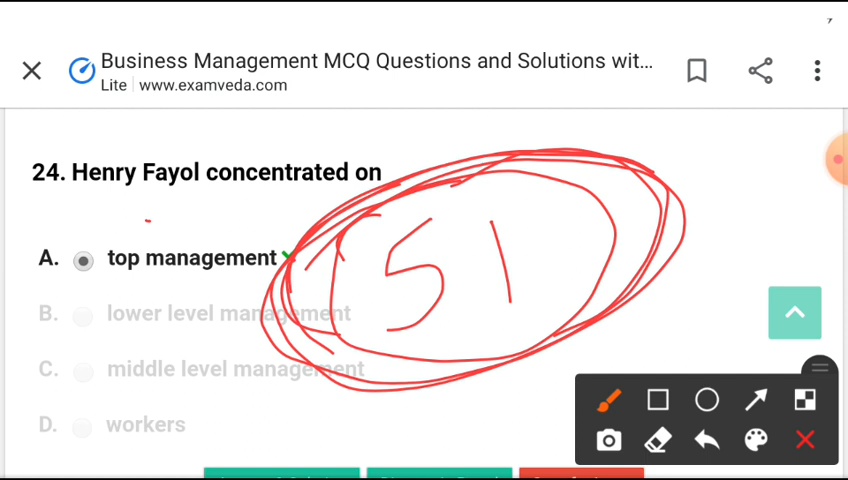 Business Management MCQ Questions and Solutions wit...
Lite www.examveda.com
24. Henry Fayol concentrated on
51
A. top management
B. lower level management
C. middle level management
D. workers